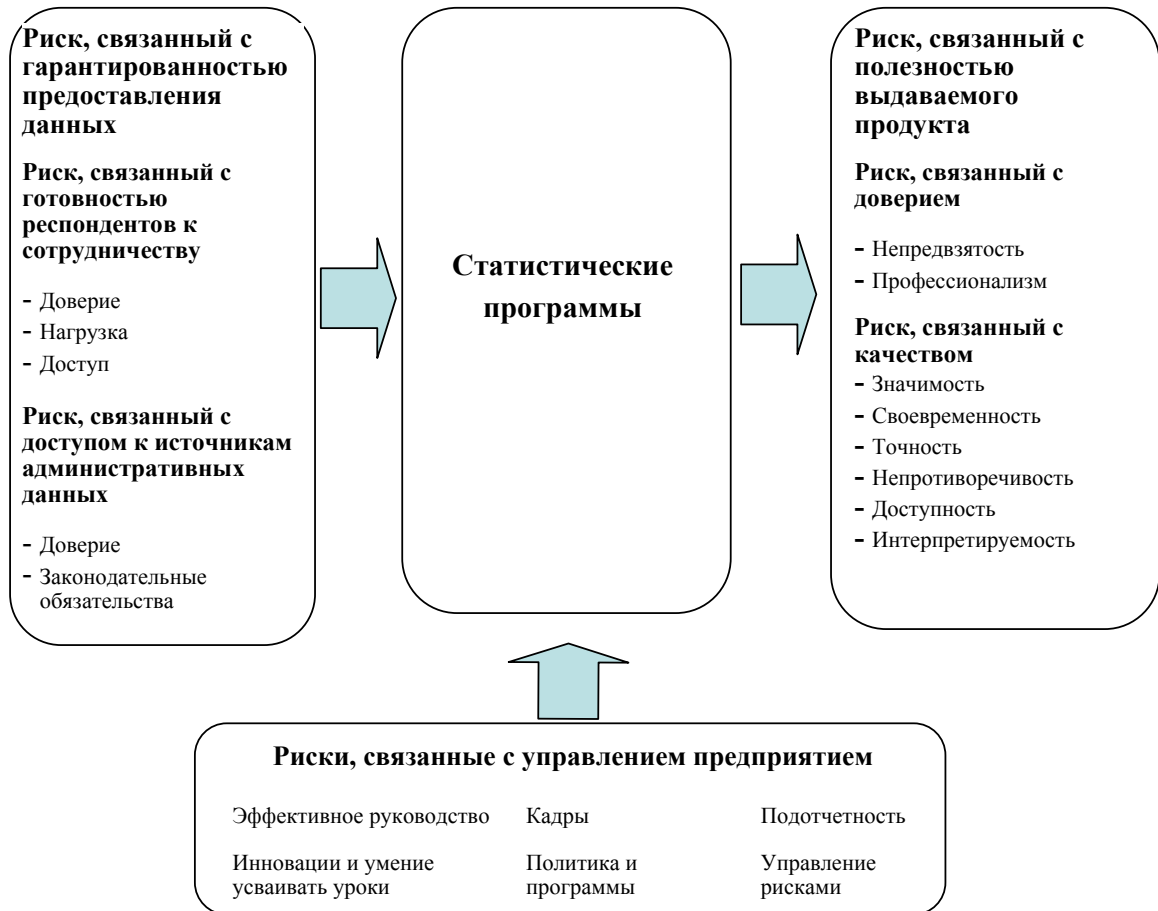 Риск, связанный с
гарантированностью
предоставления
данных
Риск, связанный с
готовностью
респондентов к
сотрудничеству
- Доверие
- Нагрузка
- Доступ
Риск, связанный с
доступом к источникам
административных
данных
- Доверие
- Законодательные
обязательства
Статистические
программы
Риск, связанный с
полезностью
выдаваемого
продукта
Риск, связанный с
доверием
- Непредвзятость
- Профессионализм
Риск, связанный с
качеством
- Значимость
- Своевременность
- Точность
- Непротиворечивость
- Доступность
- Интерпретируемость
Риски, связанные с управлением предприятием
Эффективное руководство
Кадры
Подотчетность
Инновации и умение
усваивать уроки
Политика и
программы
Управление
рисками